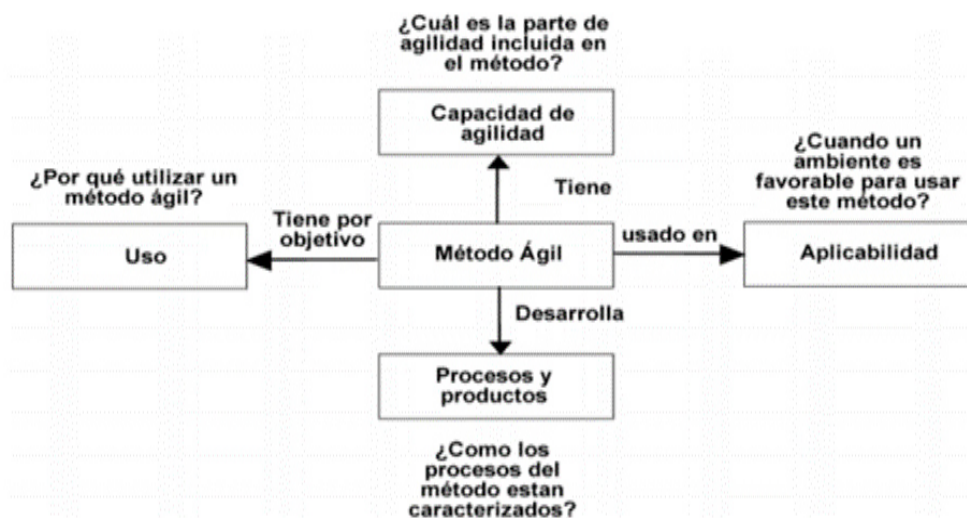 ¿Cuál es la parte de
agilidad incluida en
el método?
Capacidad de
agilidad
¿Cuando un
ambiente es
favorable para usar
este método?
¿Por qué utilizar un
método ágil?
Tiene
Tiene por
objetivo
usado en
Uso
Método Ágil
Aplicabilidad
Desarrolla
Procesos y
productos
¿Como los
procesos del
método estan
caracterizados?